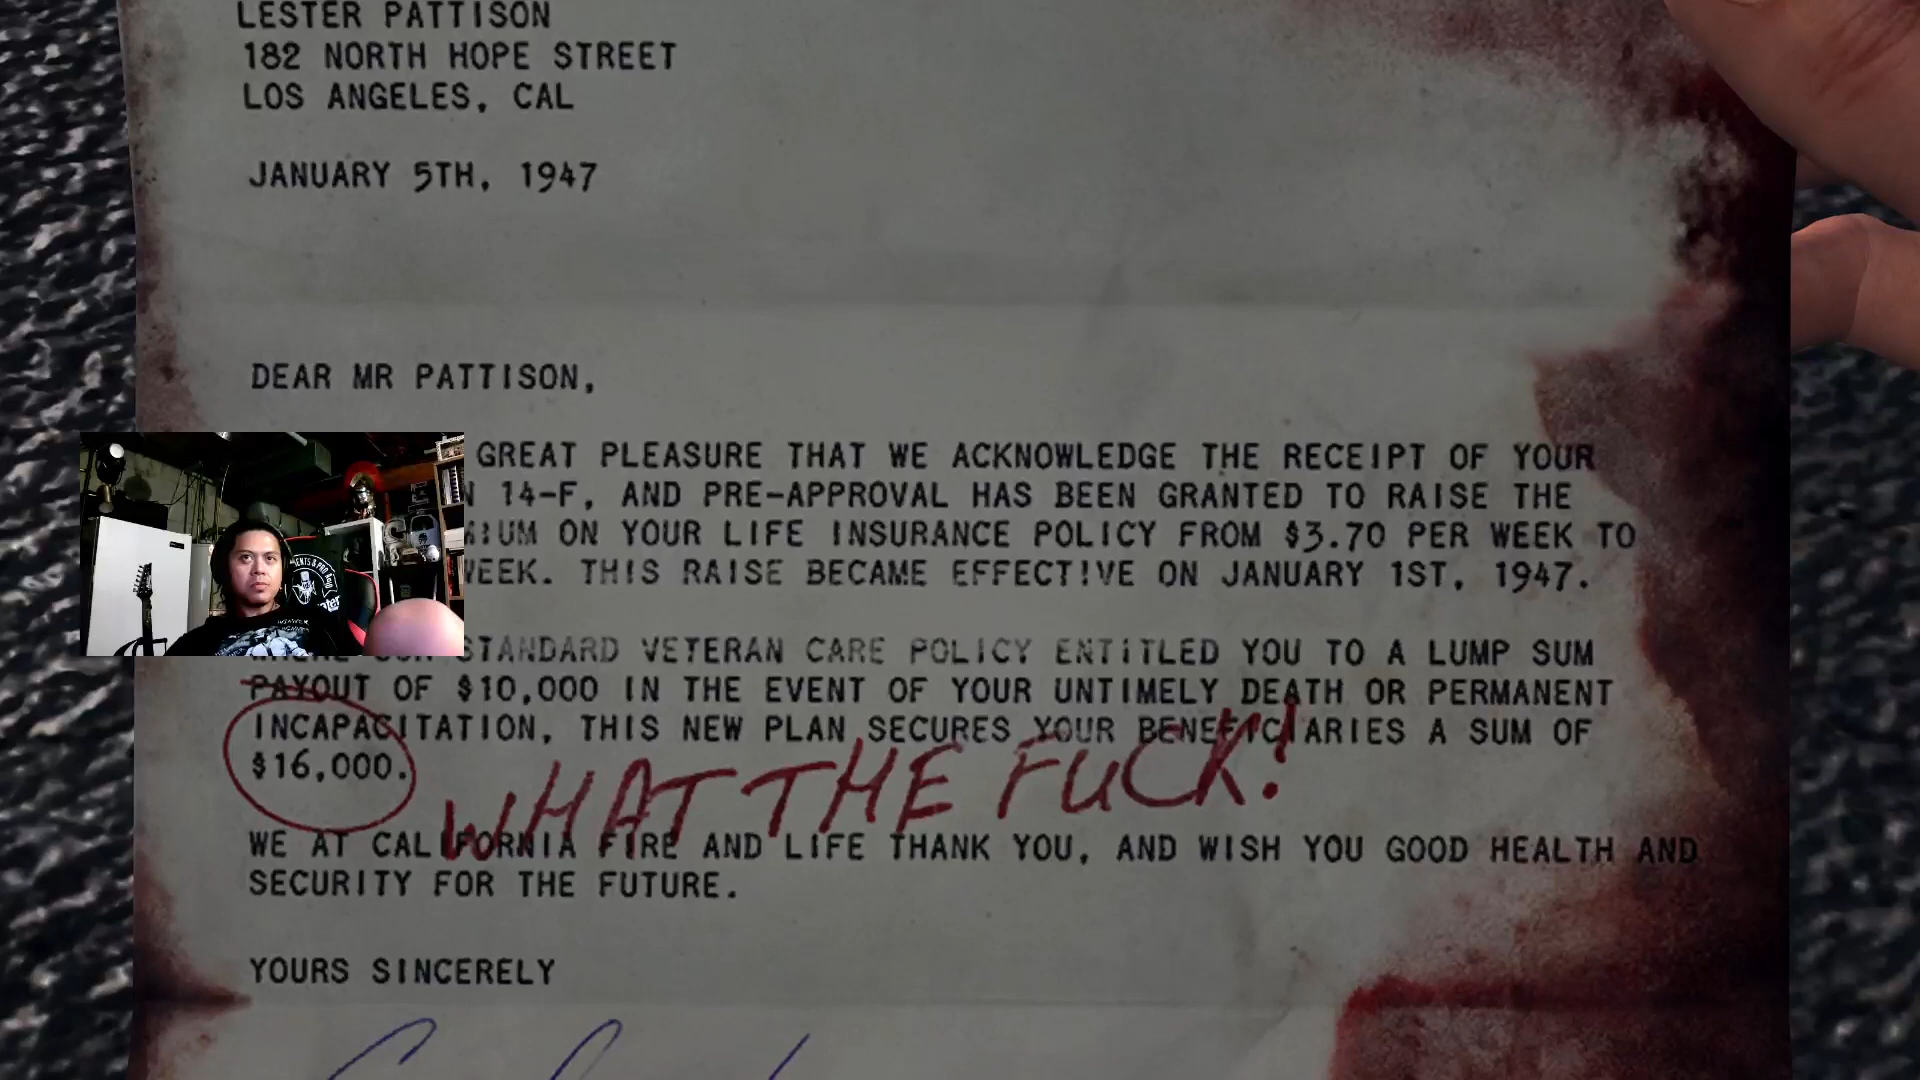 LESTER PATTISON
182 NORTH HOPE STREET
LOS ANGELES, CAL
JANUARY 5TH, 1947
DEAR MR PATTISON,
GREAT PLEASURE THAT WE ACKNOWLEDGE THE RECEIPT OF YOUR
14-F, AND PRE-APPROVAL HAS BEEN GRANTED TO RAISE THE
ON YOUR LIFE INSURANCE POLICY FROM $3.70 PER WEEK TO
WEEK. THIS RAISE BECAME EFFECTIVE ON JANUARY 1ST, 1947.
STANDARD VETERAN CARE POLICY ENTITLED YOU TO A LUMP SUM
PAYOUT OF $10,000 IN THE EVENT OF YOUR UNTIMELY DEATH OR PERMANENT
INCAPACITATION, THIS NEW PLAN SECURES YOUR BENEFICIARIES A SUM OF
$16,000.
WHAT THE FUCK!
WE AT CALIFORNIA FIRE AND LIFE THANK YOU, AND WISH YOU GOOD HEALTH AND
SECURITY FOR THE FUTURE.
YOURS SINCERELY